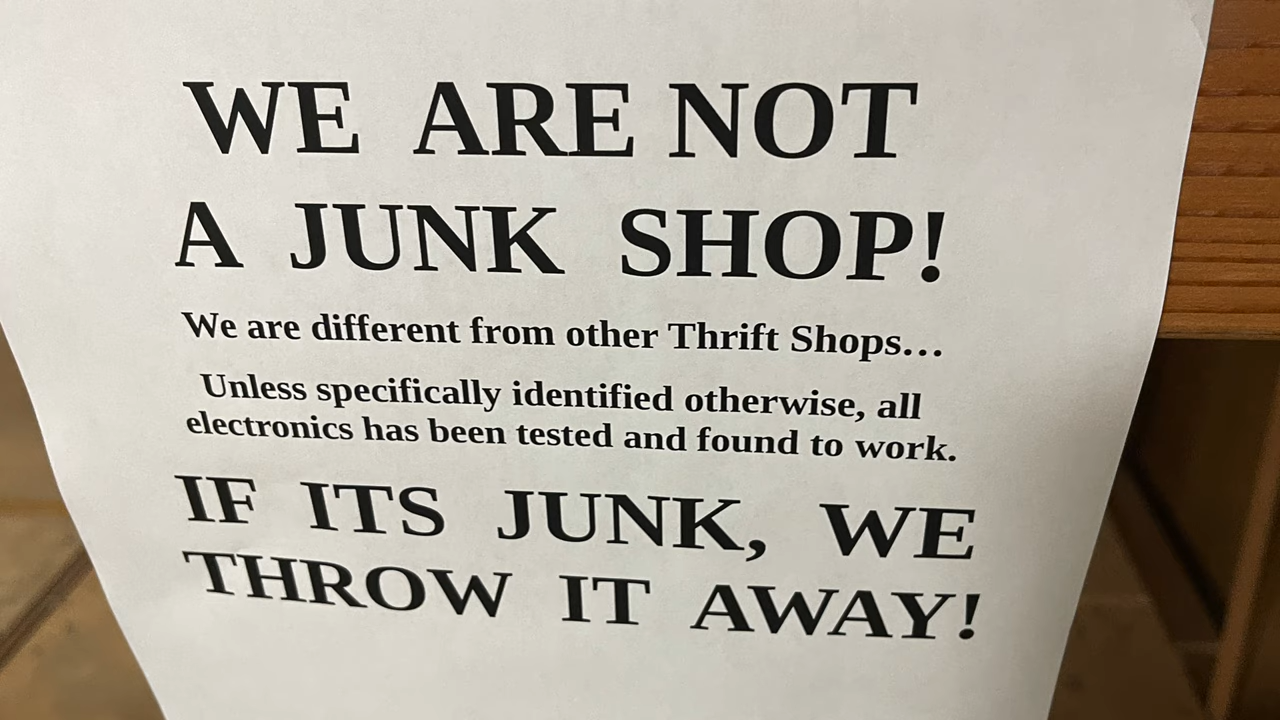 WE ARE NOT
A JUNK SHOP!
We are different from other Thrift Shops...
Unless specifically identified otherwise, all
electronics has been tested and found to work.
IF ITS JUNK, WE
THROW IT AWAY!